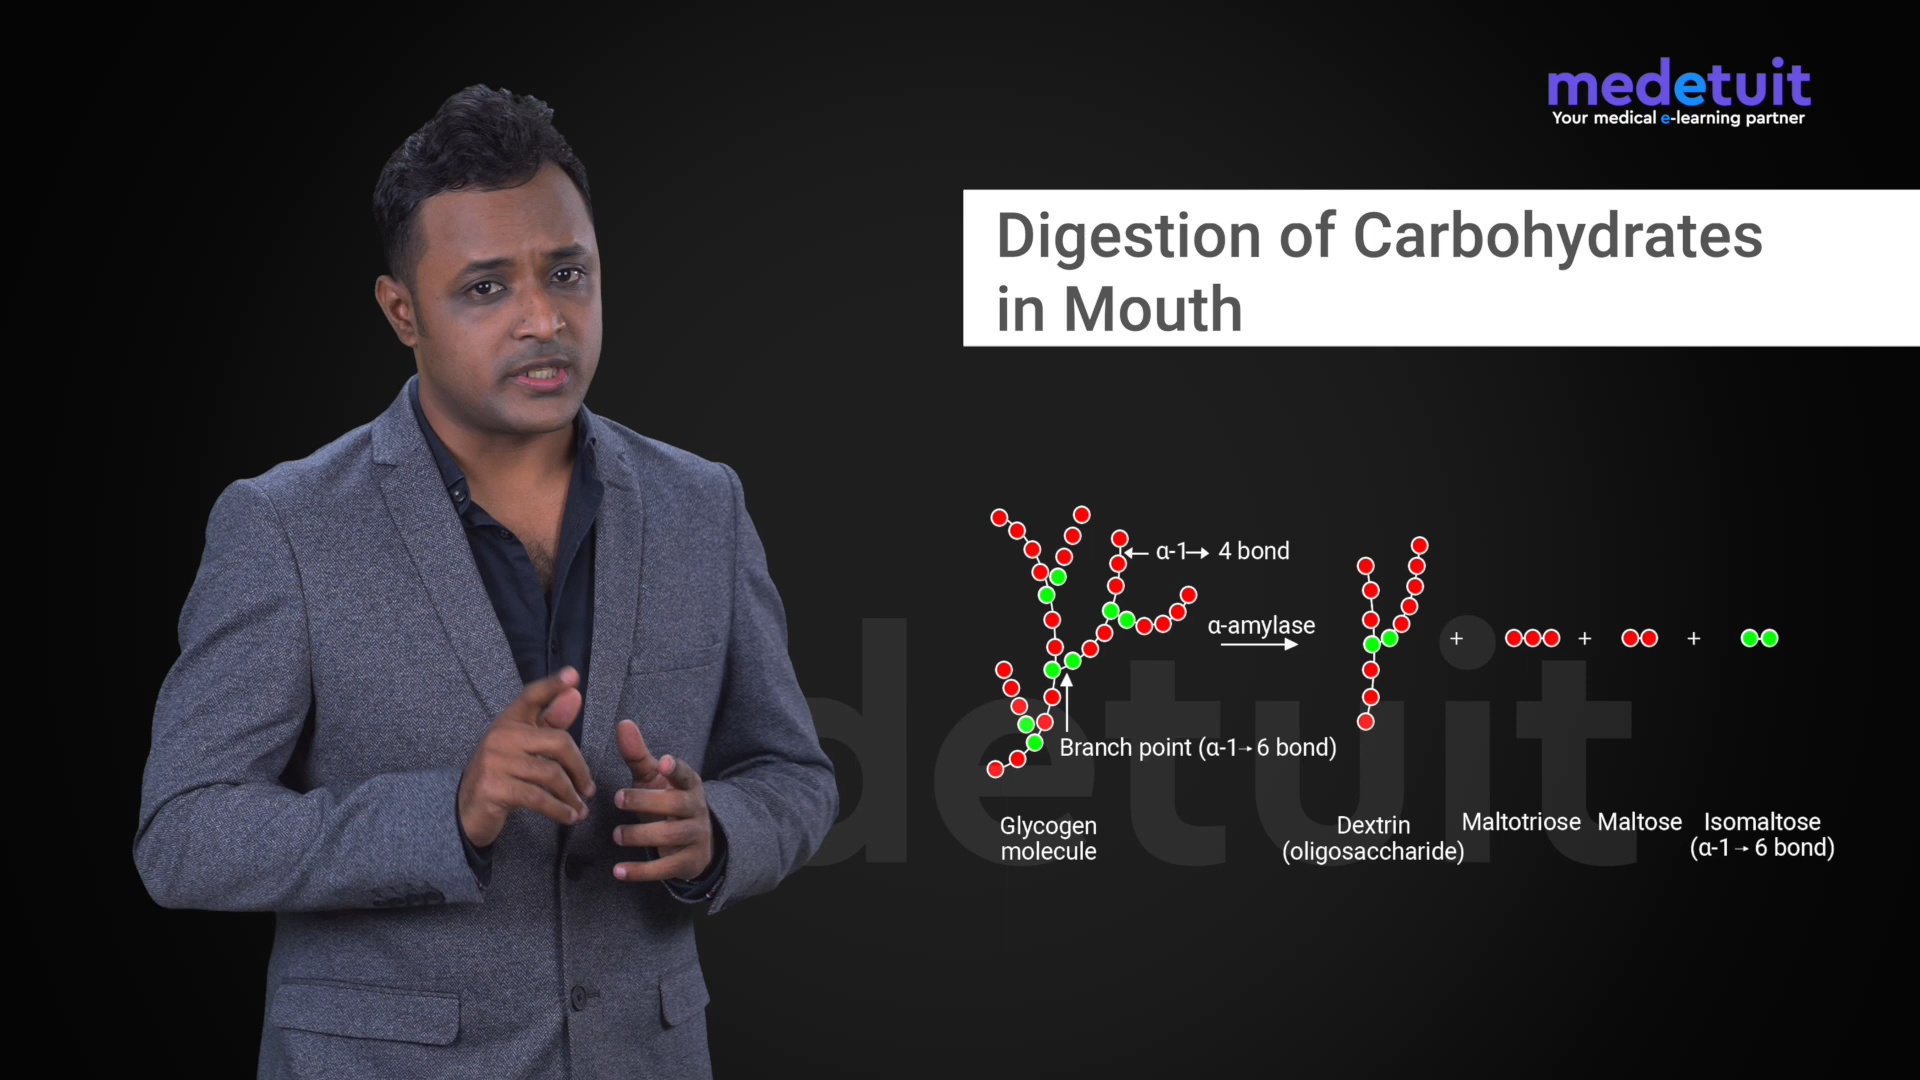 medetuit
Your medical e-learning partner
Digestion of Carbohydrates
in Mouth
α-1→ 4 bond
α-amylase
+ + +
Branch point (α-1→6 bond)
Glycogen
molecule
Dextrin
(oligosaccharide)
Maltotriose
Maltose
Isomaltose
(α-1→ 6 bond)
detuit